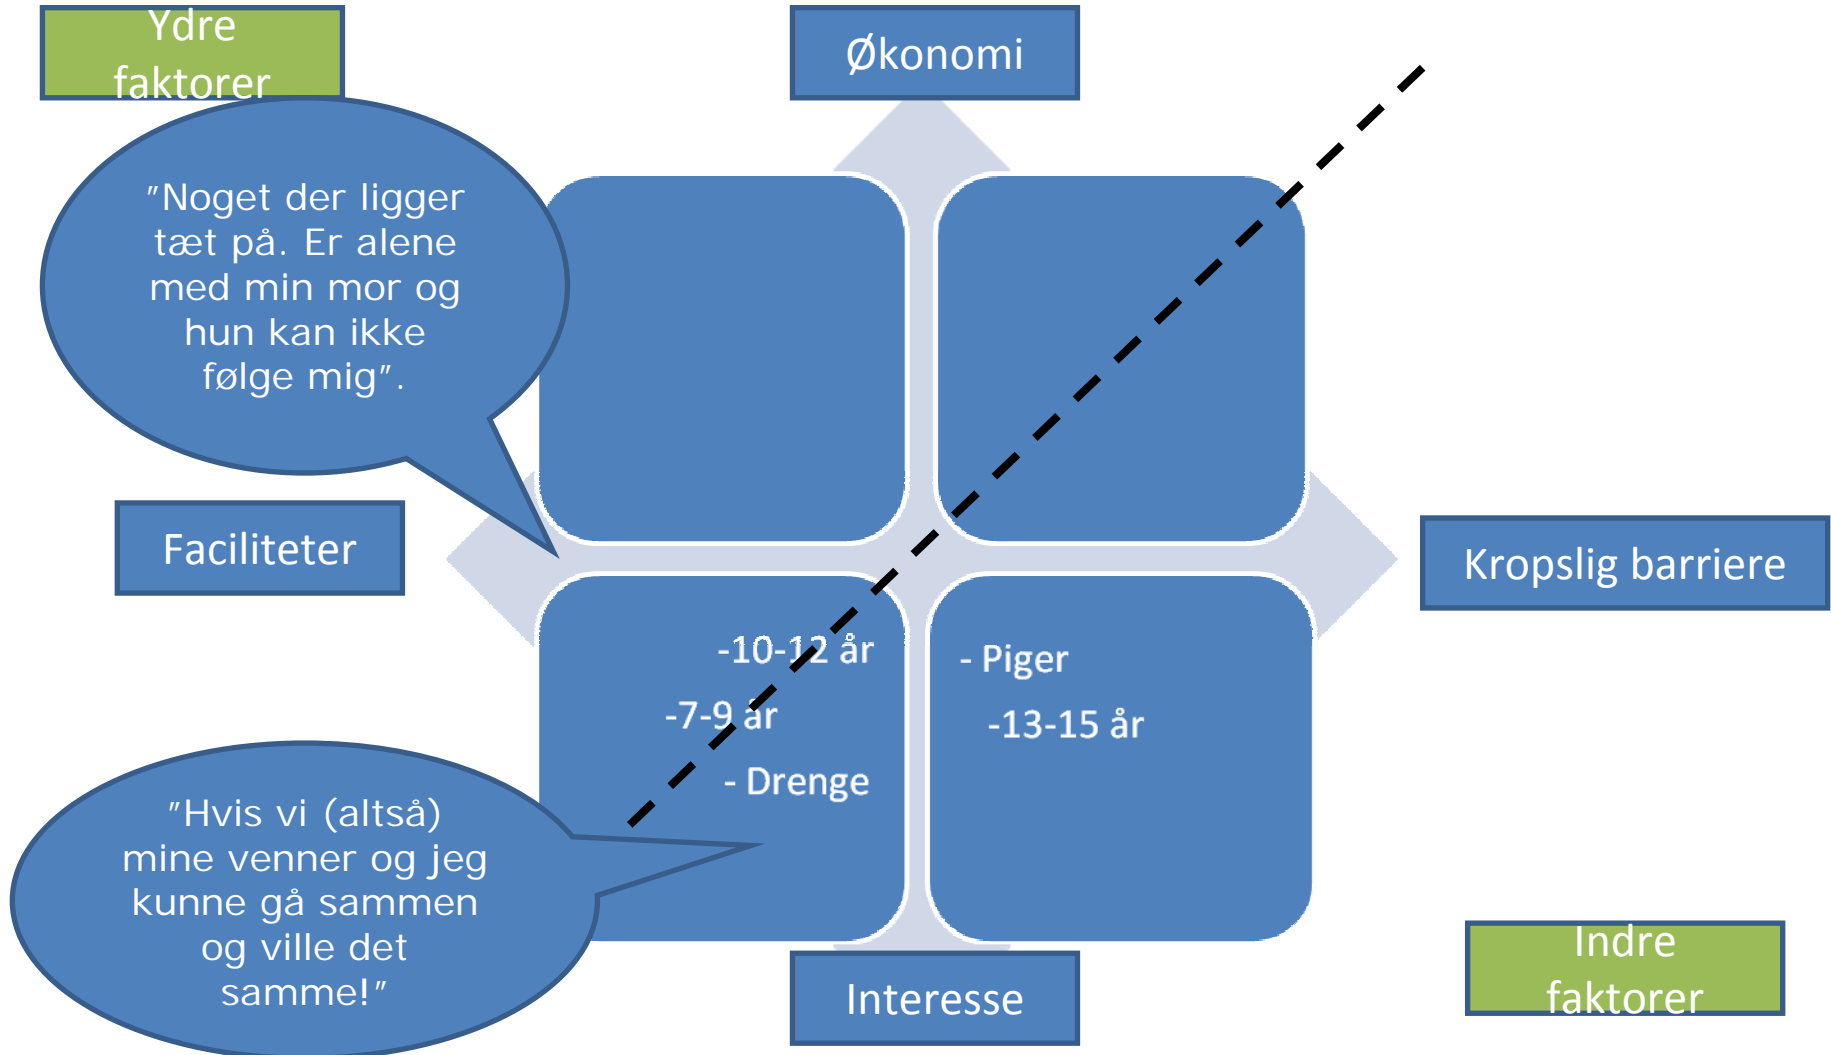 Ydre
faktorer
Økonomi
"Noget der ligger
tæt på. Er alene
med min mor og
hun kan ikke
følge mig".
Faciliteter
Kropslig barriere
-10-12 år
-7-9 år
- Drenge
- Piger
-13-15 år
"Hvis vi (altså)
mine venner og jeg
kunne gå sammen
og ville det
samme!"
Interesse
Indre
faktorer